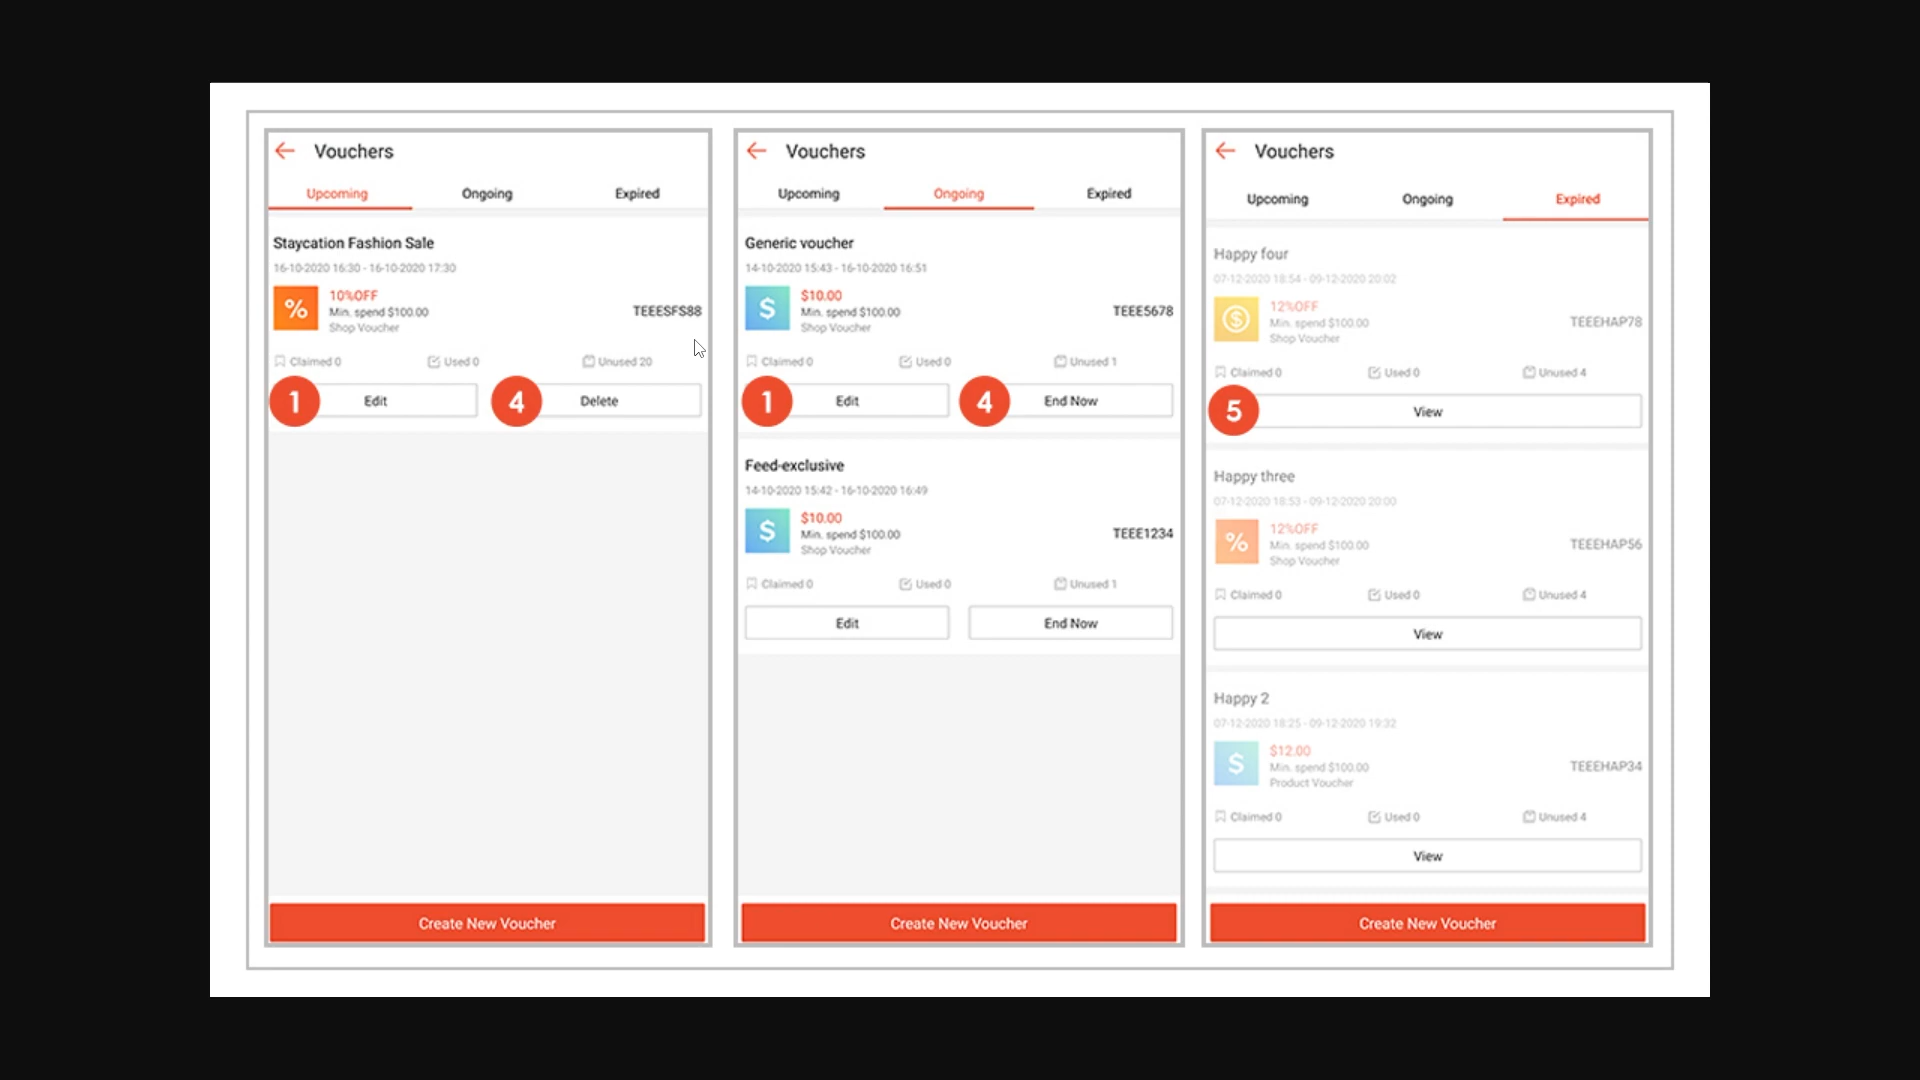 Vouchers
Upcoming Ongoing Expired
Staycation Fashion Sale
16-10-2020 16:30 - 16-10-2020 17:30
%
10%OFF
Min. spend $100.00
Shop Voucher
TEEESFS88
Claimed 0 Used 0 Unused 20
1 Edit 4 Delete
Create New Voucher
Vouchers
Upcoming Ongoing Expired
Generic voucher
14-10-2020 15:43 - 16-10-2020 16:51
$
$10.00
Min. spend $100.00
Shop Voucher
TEEE5678
Claimed 0 Used 0 Unused 1
1 Edit 4 End Now
Feed-exclusive
14-10-2020 15:42 - 16-10-2020 16:49
$
$10.00
Min. spend $100.00
Shop Voucher
TEEE1234
Claimed 0 Used 0 Unused 1
Edit End Now
Create New Voucher
Vouchers
Upcoming Ongoing Expired
Happy four
07-12-2020 18:54 - 09-12-2020 20:02
$
12%OFF
Min. spend $100.00
Shop Voucher
TEEEHAP78
Claimed 0 Used 0 Unused 4
5 View
Happy three
07-12-2020 18:53 - 09-12-2020 20:00
%
12%OFF
Min. spend $100.00
Shop Voucher
TEEEHAP56
Claimed 0 Used 0 Unused 4
View
Happy 2
07-12-2020 18:25 - 09-12-2020 19:32
$
$12.00
Min. spend $100.00
Product Voucher
TEEEHAP34
Claimed 0 Used 0 Unused 4
View
Create New Voucher